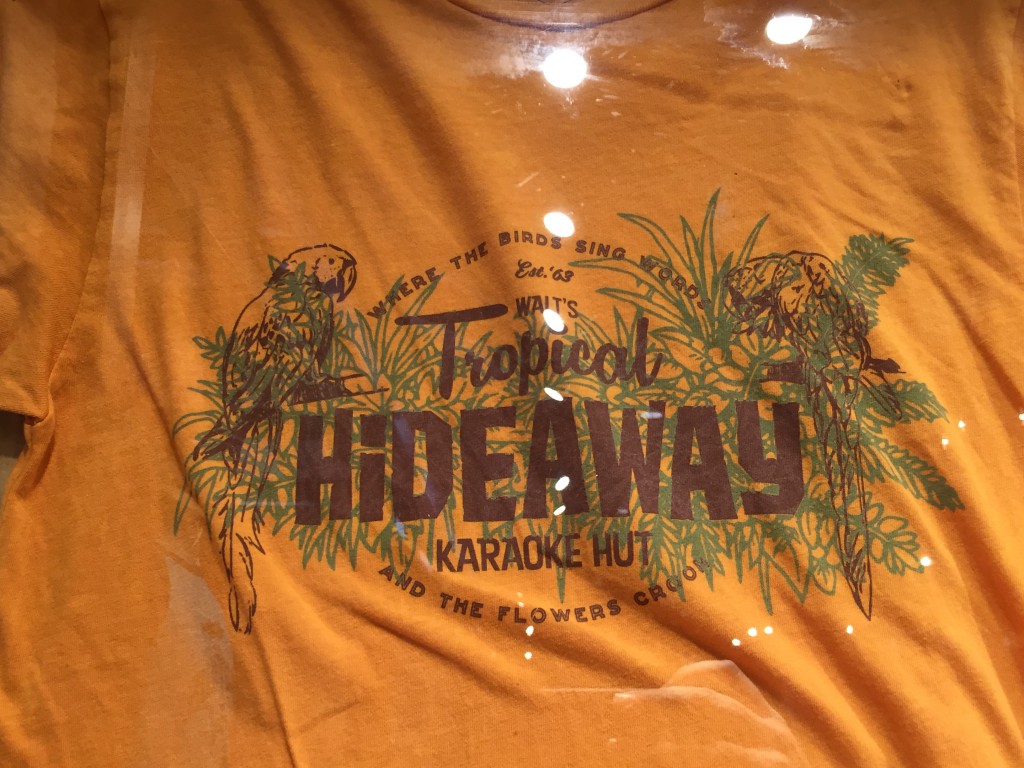 WHERE THE BIRDS SING WORDS
Est. '63
WALT'S
Tropical
HiDEAWAY
KARAOKE HUT
AND THE FLOWERS CROON